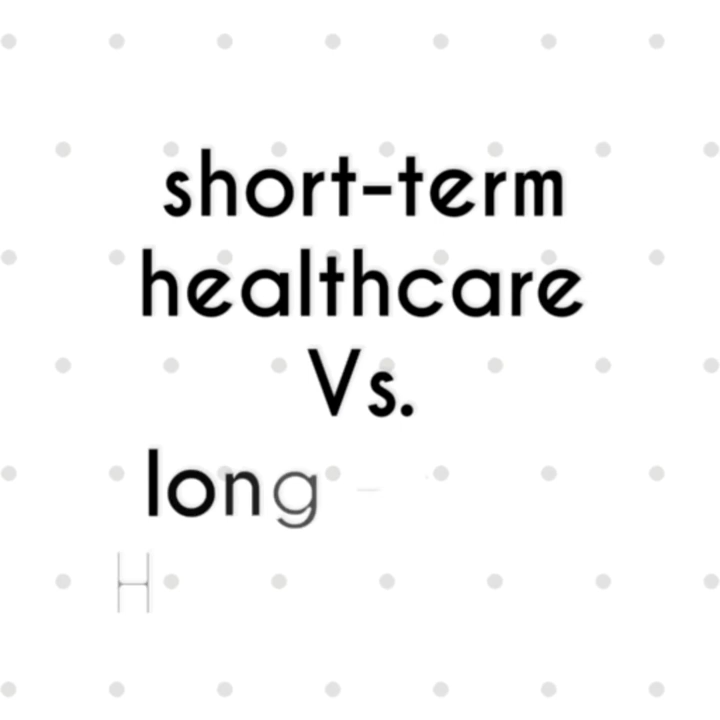 short-term
healthcare
Vs.
long -
H